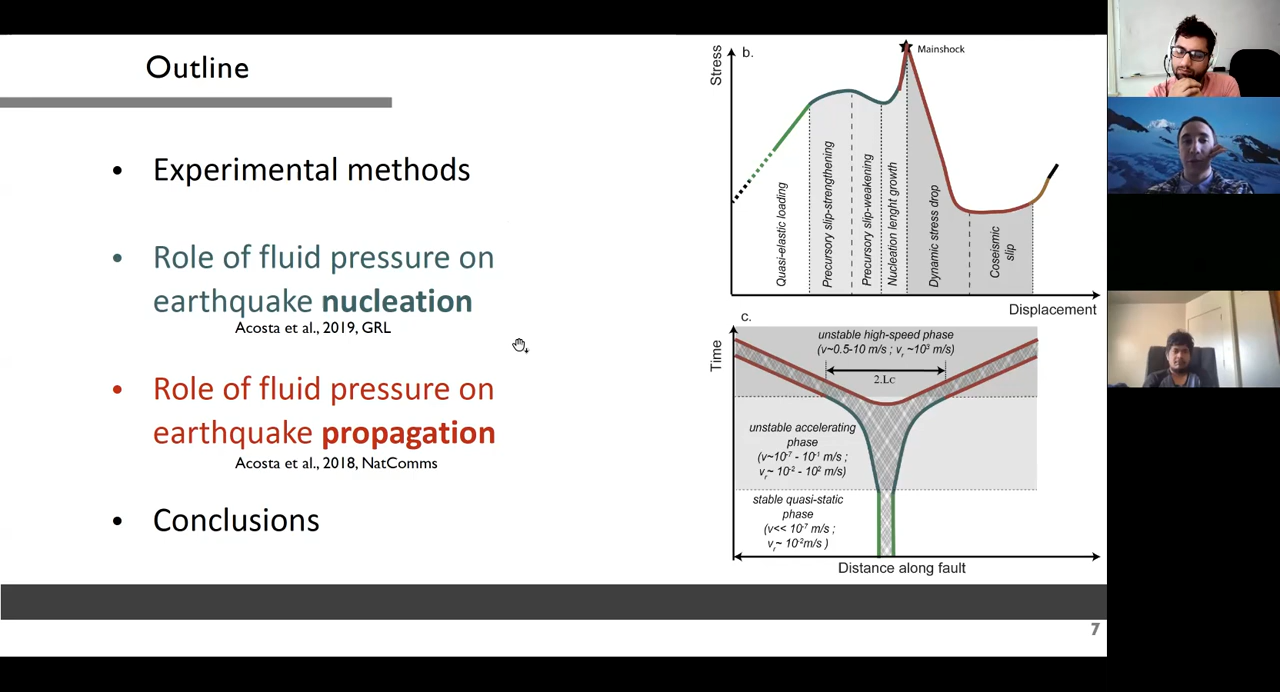 Outline
• Experimental methods
• Role of fluid pressure on
earthquake nucleation
Acosta et al., 2019, GRL
• Role of fluid pressure on
earthquake propagation
Acosta et al., 2018, NatComms
• Conclusions
b.
Stress
Mainshock
Quasi-elastic loading
Precursory slip-strengthening
Precursory slip-weakening
Nucleation lenght growth
Dynamic stress drop
Coseismic
slip
Displacement
c.
Time
unstable high-speed phase
(v~0.5-10 m/s ; vᵣ ~10³ m/s)
2.Lc
unstable accelerating
phase
(v~10⁻⁷ - 10⁻¹ m/s ;
vᵣ~ 10⁻² - 10² m/s)
stable quasi-static
phase
(v<< 10⁻⁷ m/s ;
vᵣ~ 10⁻²m/s )
Distance along fault
7